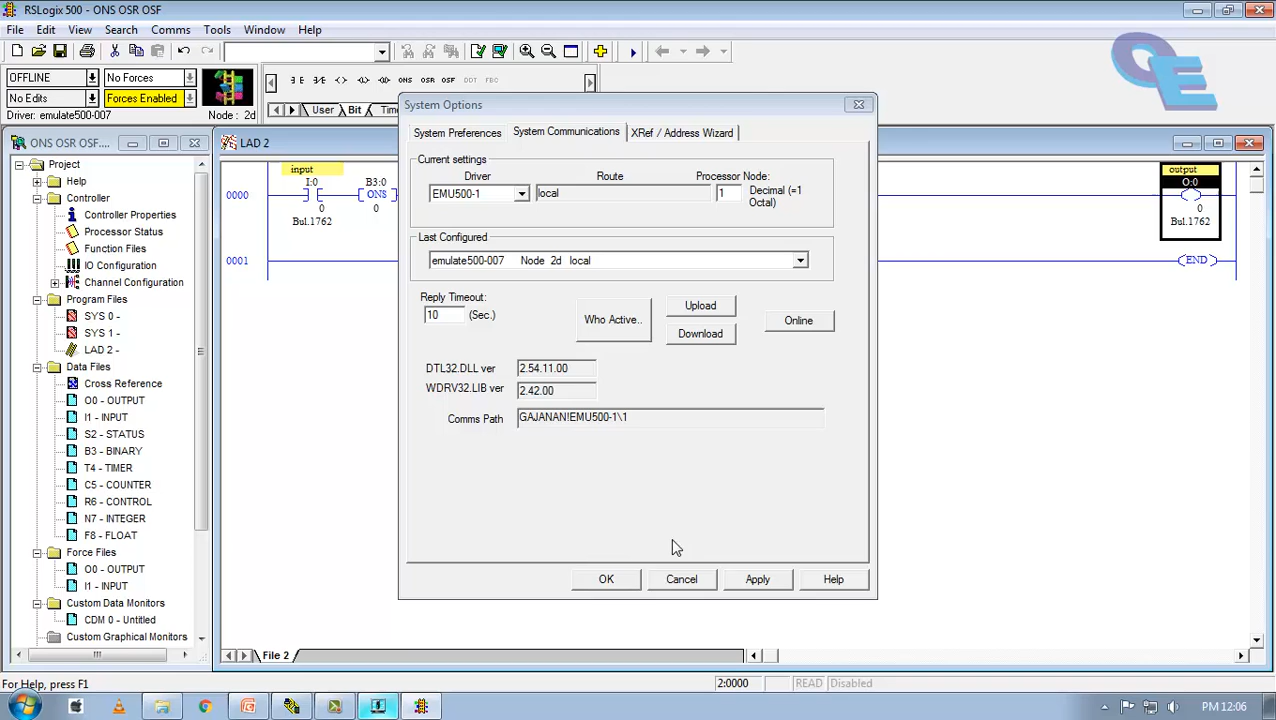 RSLogix 500 - ONS OSR OSF
File Edit View Search Comms Tools Window Help
OFFLINE No Forces
No Edits Forces Enabled
Driver: emulate500-007 Node : 2d
ONS OSR OSF DDT FBC
User Bit
OE
ONS OSR OSF....
Project
Help
Controller
Controller Properties
Processor Status
Function Files
IO Configuration
Channel Configuration
Program Files
SYS 0 -
SYS 1 -
LAD 2 -
Data Files
Cross Reference
O0 - OUTPUT
I1 - INPUT
S2 - STATUS
B3 - BINARY
T4 - TIMER
C5 - COUNTER
R6 - CONTROL
N7 - INTEGER
F8 - FLOAT
Force Files
O0 - OUTPUT
I1 - INPUT
Custom Data Monitors
CDM 0 - Untitled
Custom Graphical Monitors
LAD 2
input
I:0 B3:0
0000 ONS
0 0
Bul.1762
output
O:0
0
Bul.1762
0001 END
File 2
System Options
System Preferences System Communications XRef / Address Wizard
Current settings
Driver Route Processor Node:
EMU500-1 local 1 Decimal (=1
Octal)
Last Configured
emulate500-007 Node 2d local
Reply Timeout:
10 (Sec.)
Who Active..
Upload
Download
Online
DTL32.DLL ver 2.54.11.00
WDRV32.LIB ver 2.42.00
Comms Path GAJANAN!EMU500-1\1
OK Cancel Apply Help
For Help, press F1
2:0000 READ Disabled
PM 12:06